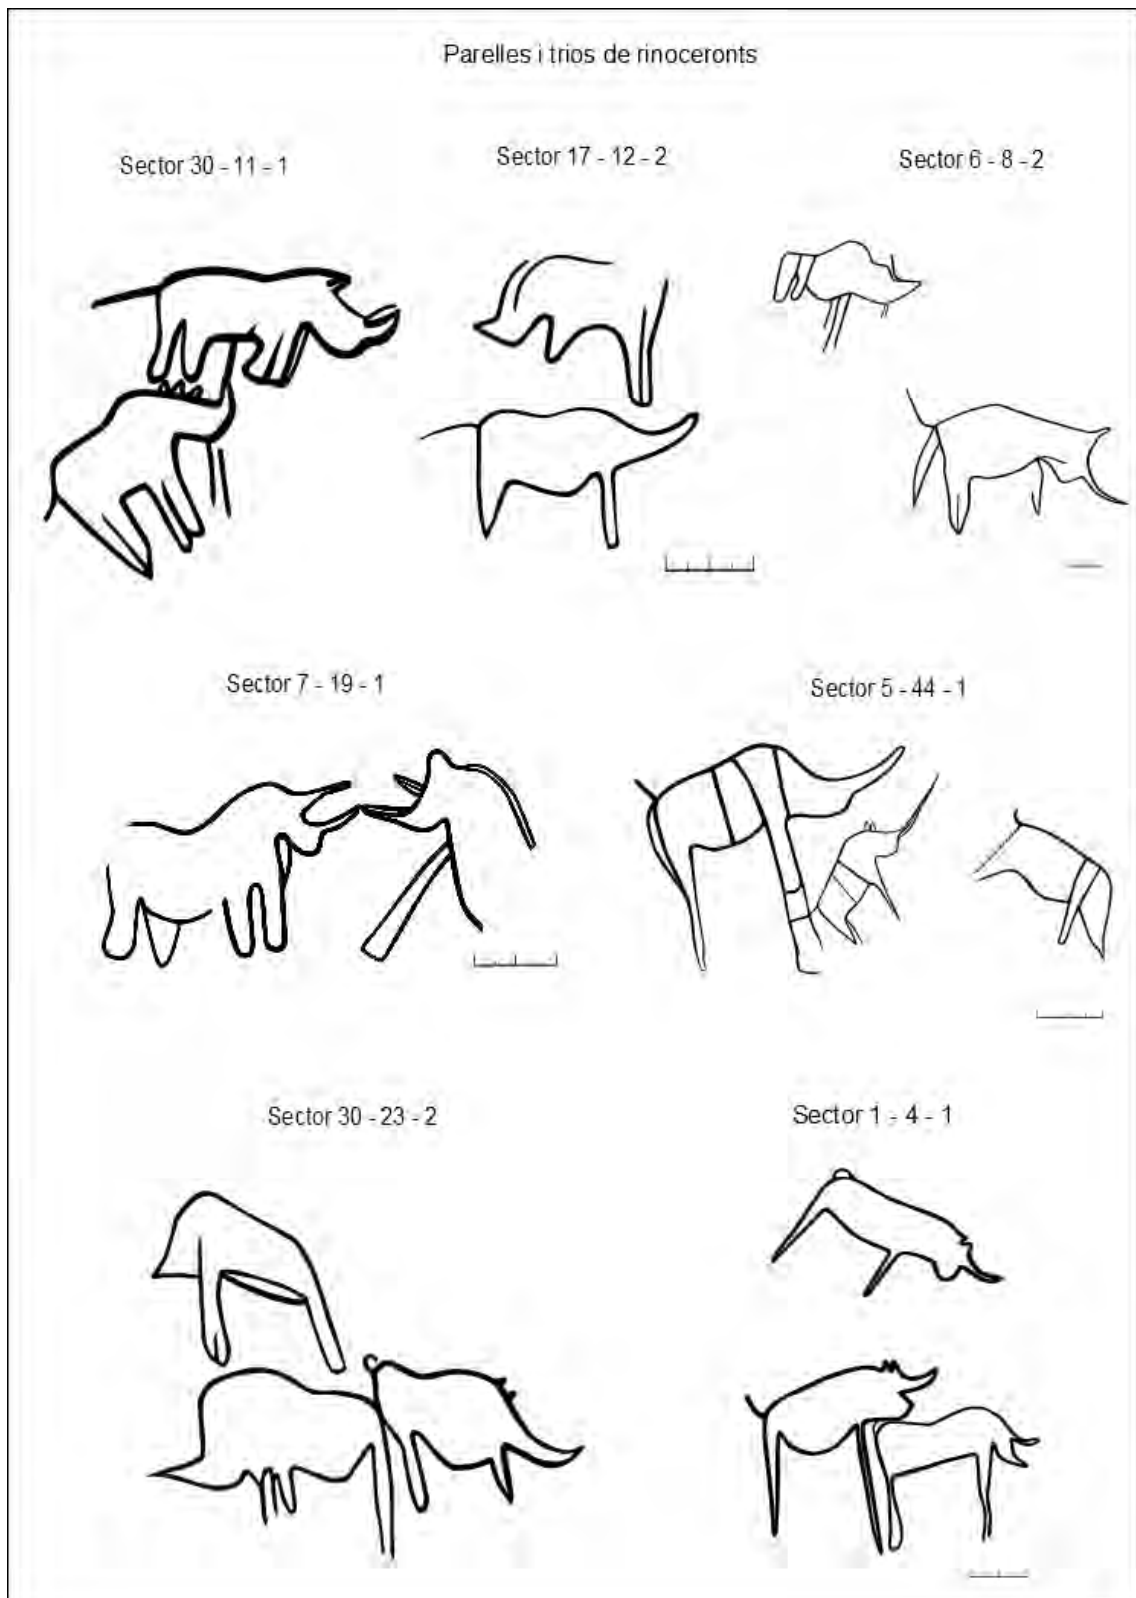 Parelles i trios de rinoceronts
Sector 30 - 11 - 1
Sector 17 - 12 - 2
Sector 6 - 8 - 2
Sector 7 - 19 - 1
Sector 5 - 44 - 1
Sector 30 - 23 - 2
Sector 1 - 4 - 1